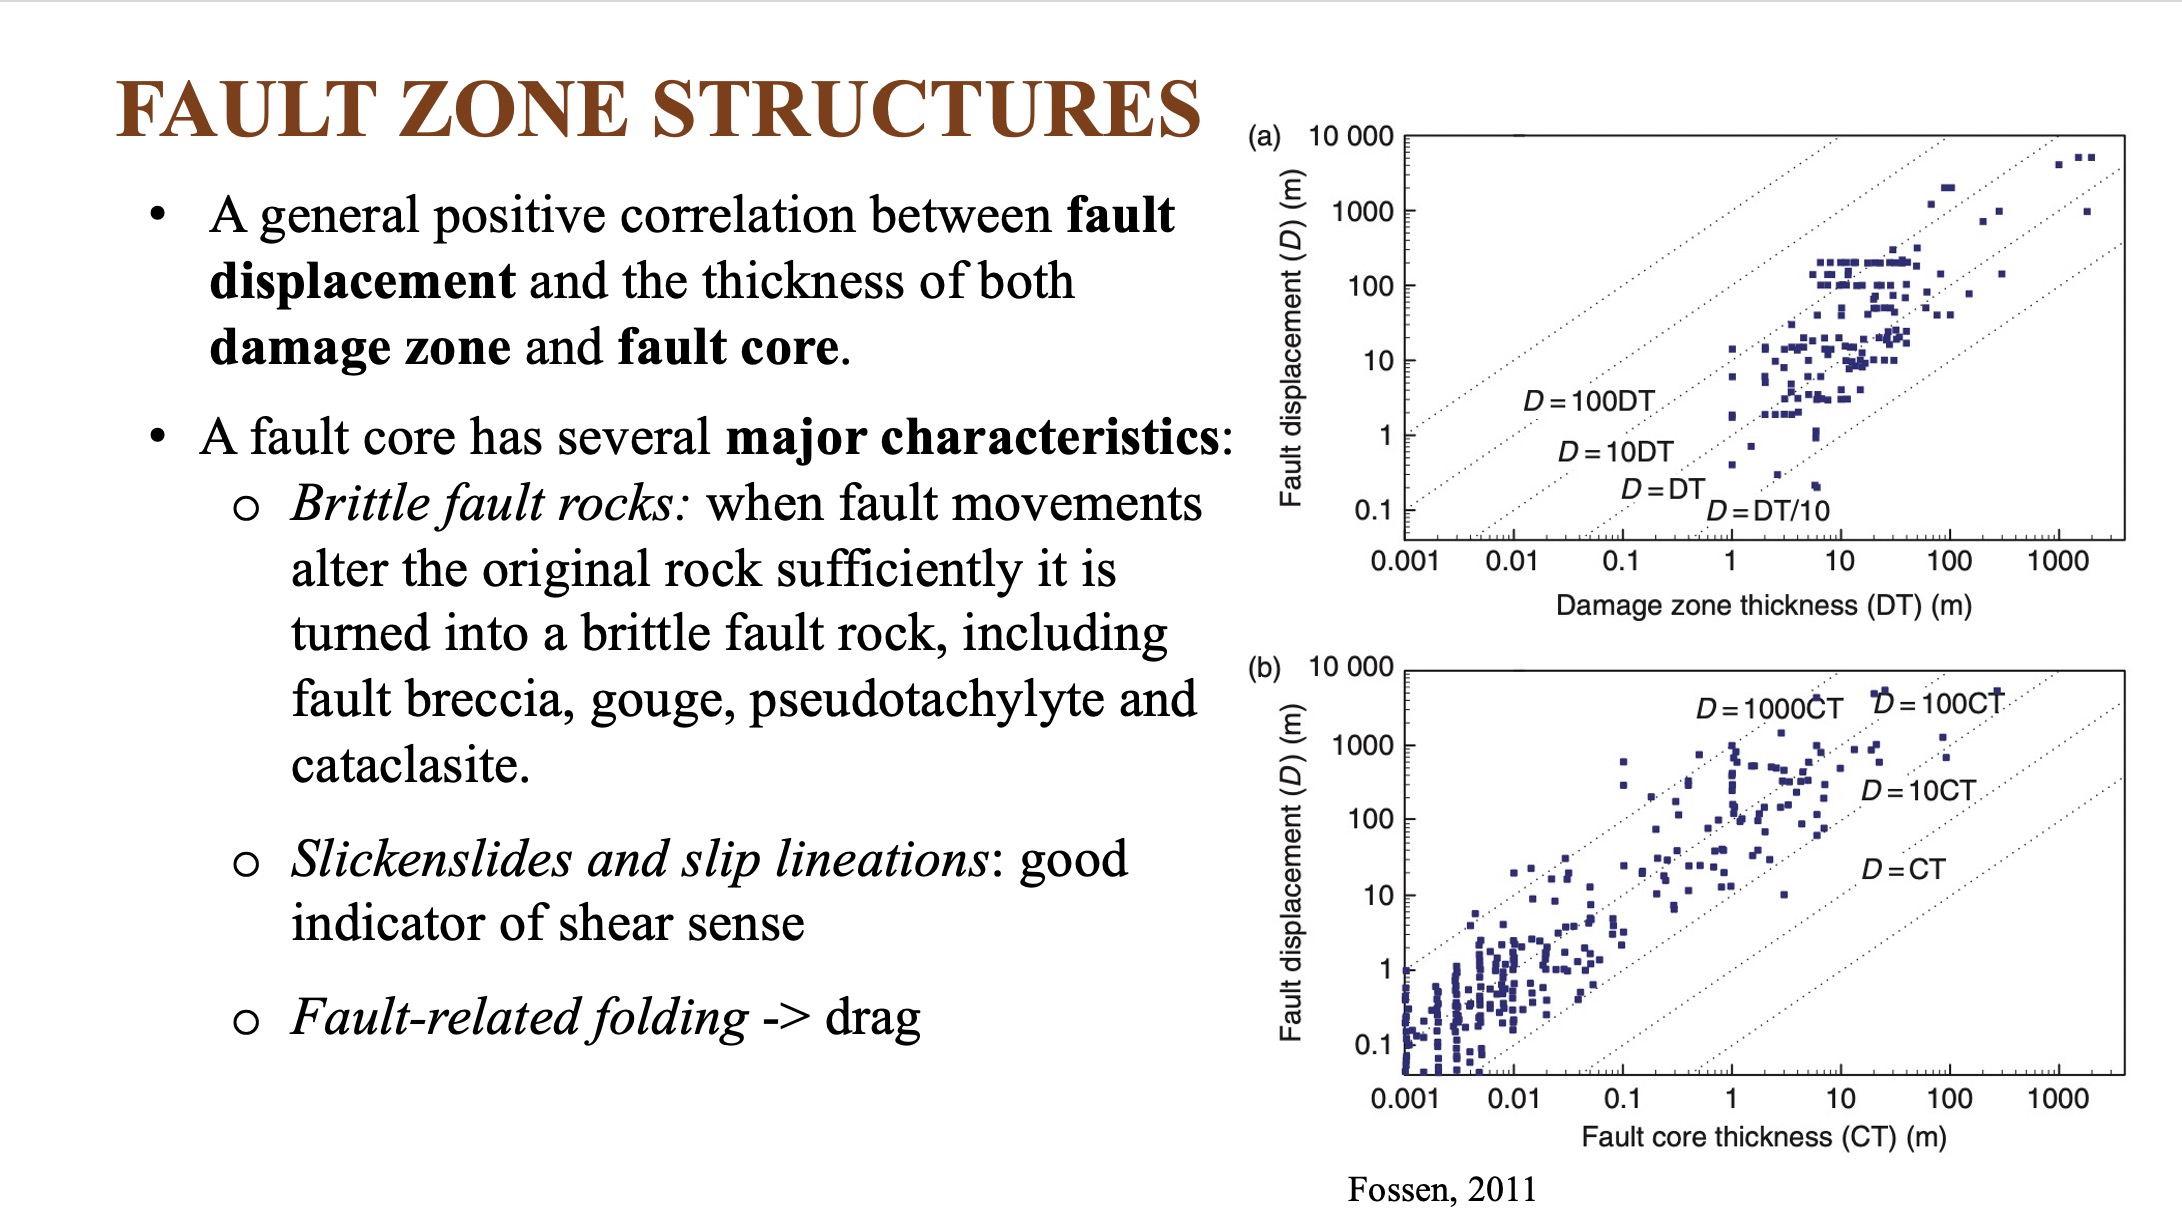 FAULT ZONE STRUCTURES
• A general positive correlation between fault
displacement and the thickness of both
damage zone and fault core.
• A fault core has several major characteristics:
o Brittle fault rocks: when fault movements
alter the original rock sufficiently it is
turned into a brittle fault rock, including
fault breccia, gouge, pseudotachylyte and
cataclasite.
o Slickenslides and slip lineations: good
indicator of shear sense
o Fault-related folding -> drag
(a)
Fault displacement (D) (m)
10 000
1000
100
10
1
0.1
D = 100DT
D = 10DT
D = DT
D = DT/10
0.001 0.01 0.1 1 10 100 1000
Damage zone thickness (DT) (m)
(b)
Fault displacement (D) (m)
10 000
1000
100
10
1
0.1
D = 1000CT
D = 100CT
D = 10CT
D = CT
0.001 0.01 0.1 1 10 100 1000
Fault core thickness (CT) (m)
Fossen, 2011